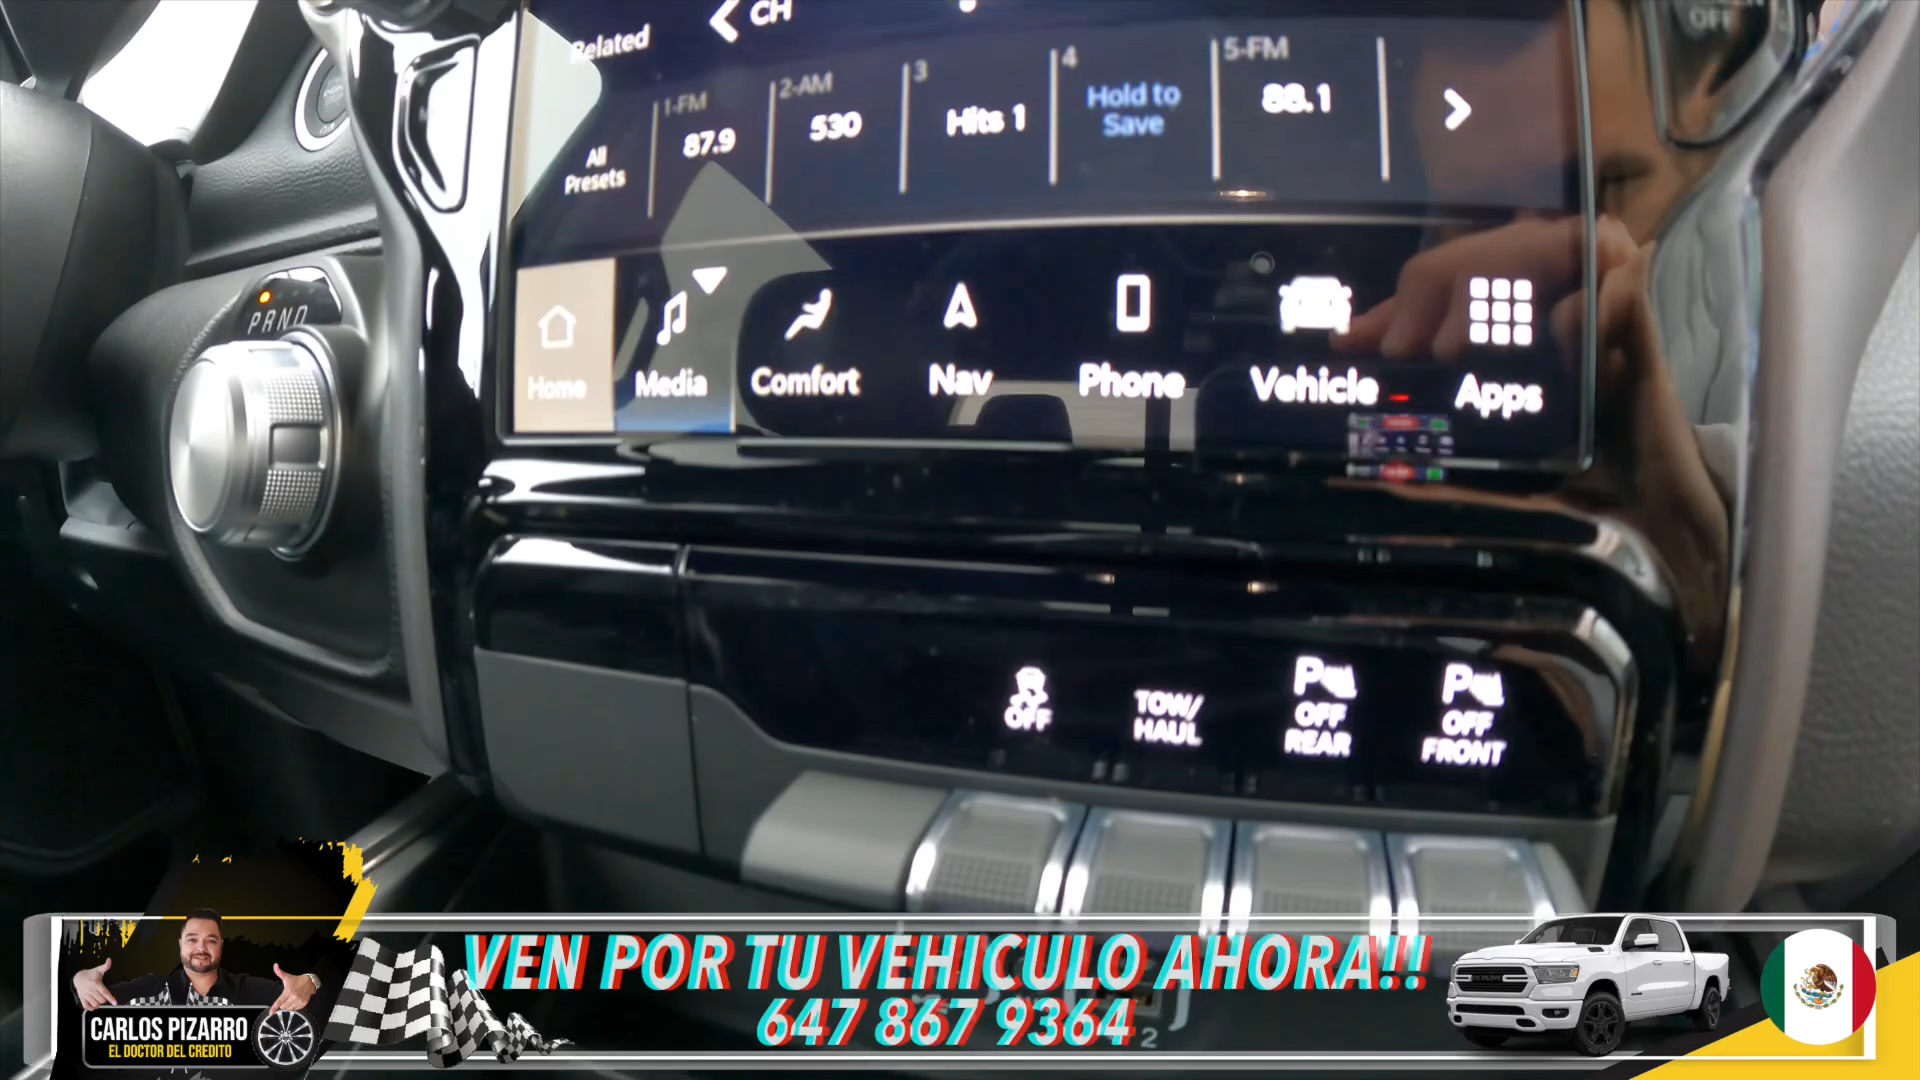 CH
Related
All
Presets
1-FM
87.9
2-AM
530
3
Hits 1
4
Hold to
Save
5-FM
88.1
OFF
PRND
Home
Media
Comfort
Nav
Phone
Vehicle
Apps
OFF
TOW/
HAUL
P
OFF
REAR
P
OFF
FRONT
VEN POR TU VEHICULO AHORA!!
647 867 9364
2
CARLOS PIZARRO
EL DOCTOR DEL CREDITO